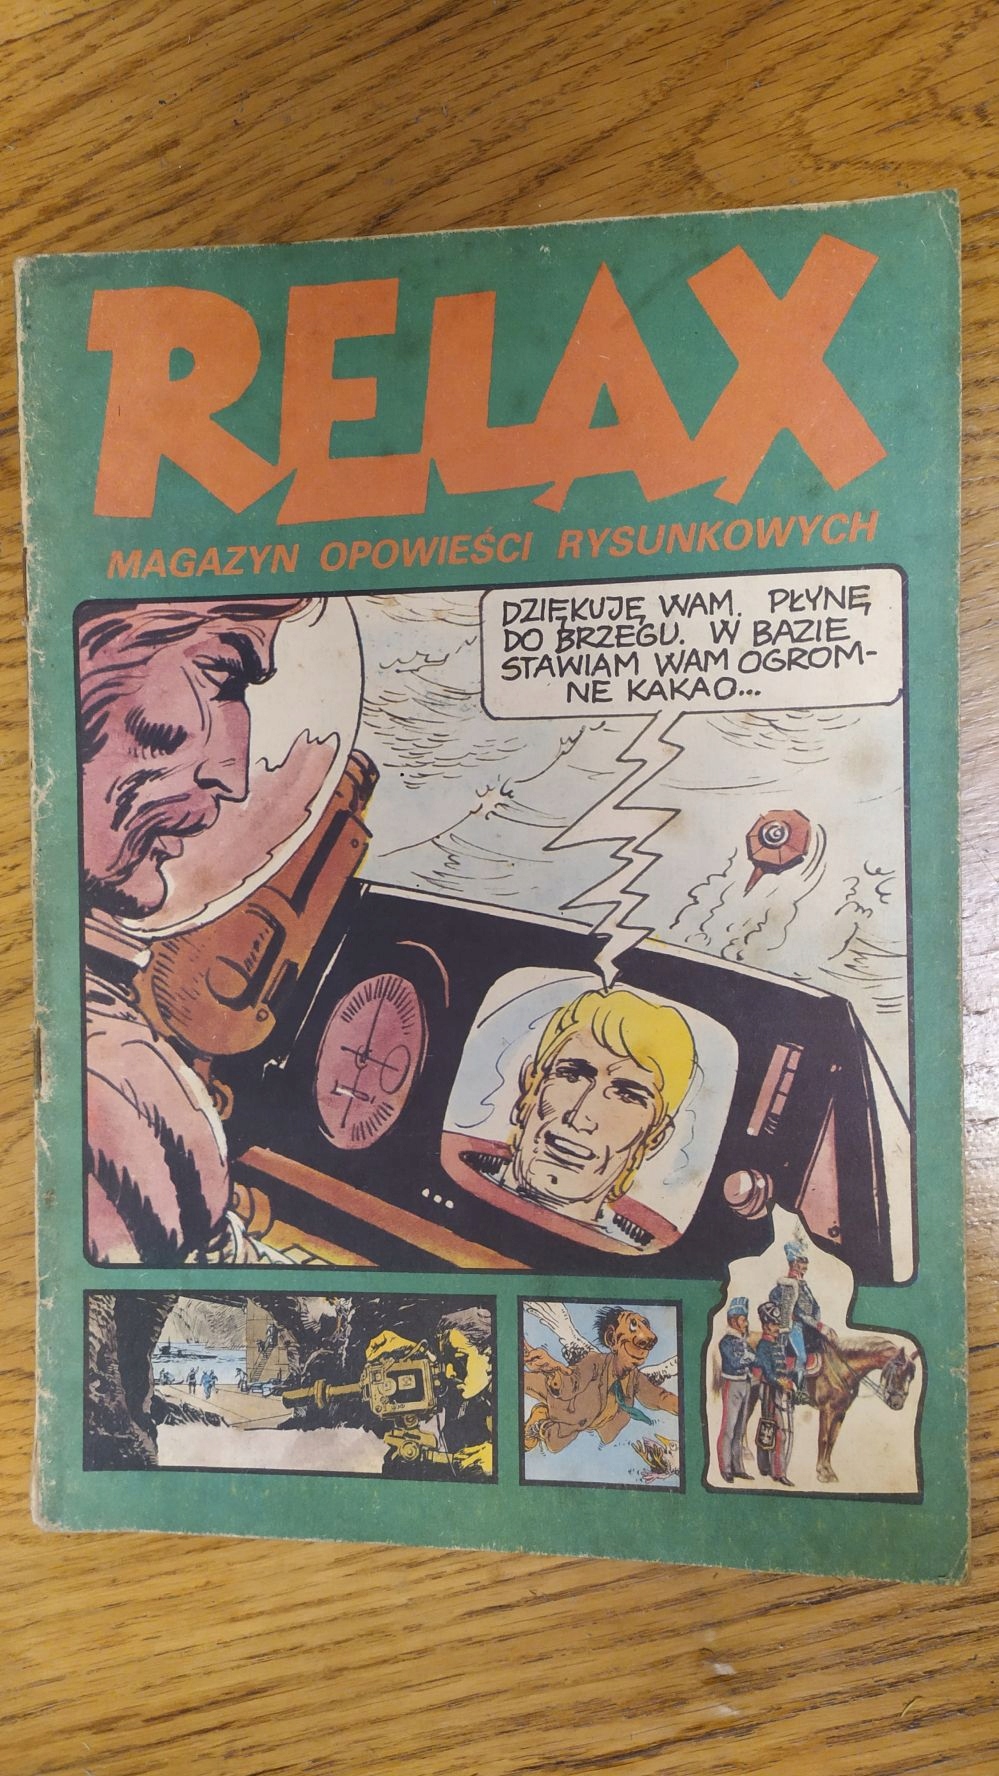 RELAX
MAGAZYN OPOWIEŚCI RYSUNKOWYCH
DZIĘKUJĘ WAM. PŁYNĘ
DO BRZEGU. W BAZIE
STAWIAM WAM OGROM-
NE KAKAO...